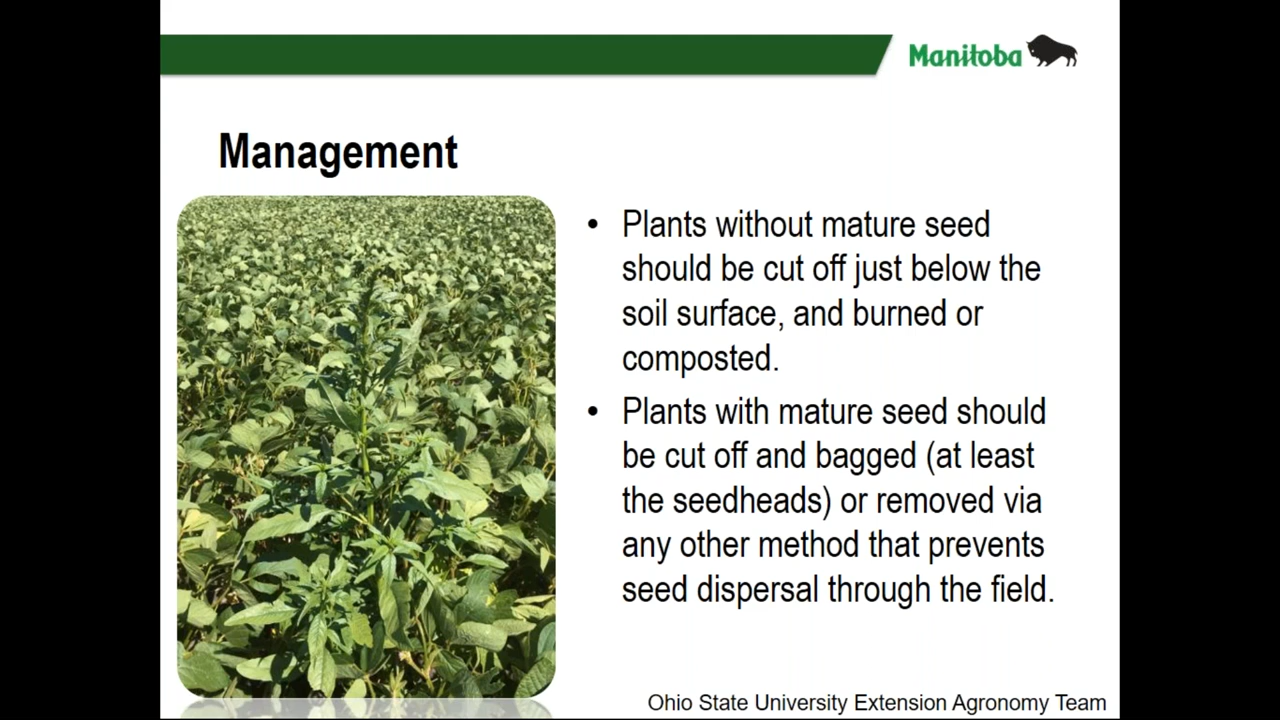 Manitoba
Management
• Plants without mature seed
should be cut off just below the
soil surface, and burned or
composted.
• Plants with mature seed should
be cut off and bagged (at least
the seedheads) or removed via
any other method that prevents
seed dispersal through the field.
Ohio State University Extension Agronomy Team